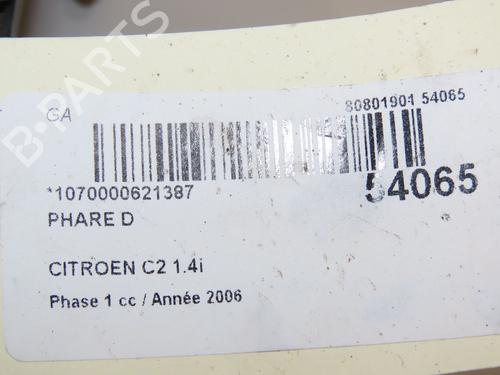 B-PARTS
GA
80801901 54065
*1070000621387
54065
PHARE D
CITROEN C2 1.4i
Phase 1 cc / Année 2006